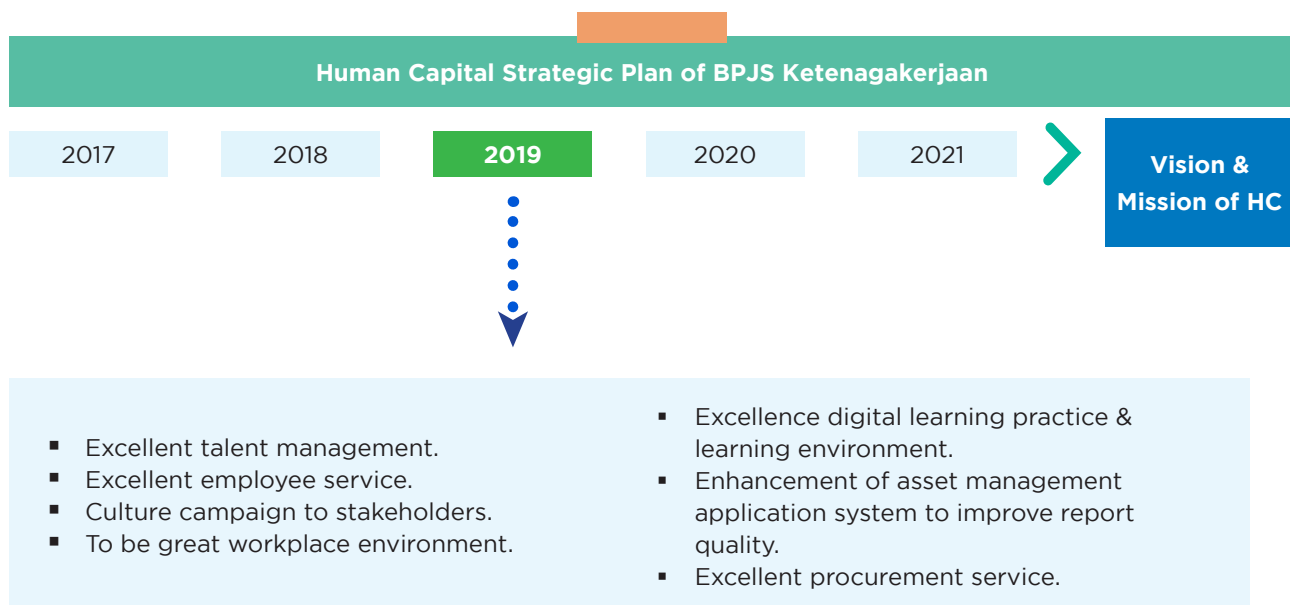 Human Capital Strategic Plan of BPJS Ketenagakerjaan
2017
2018
2019
2020
2021
Vision &
Mission of HC
▪ Excellent talent management.
▪ Excellent employee service.
▪ Culture campaign to stakeholders.
▪ To be great workplace environment.
▪ Excellence digital learning practice &
learning environment.
▪ Enhancement of asset management
application system to improve report
quality.
▪ Excellent procurement service.